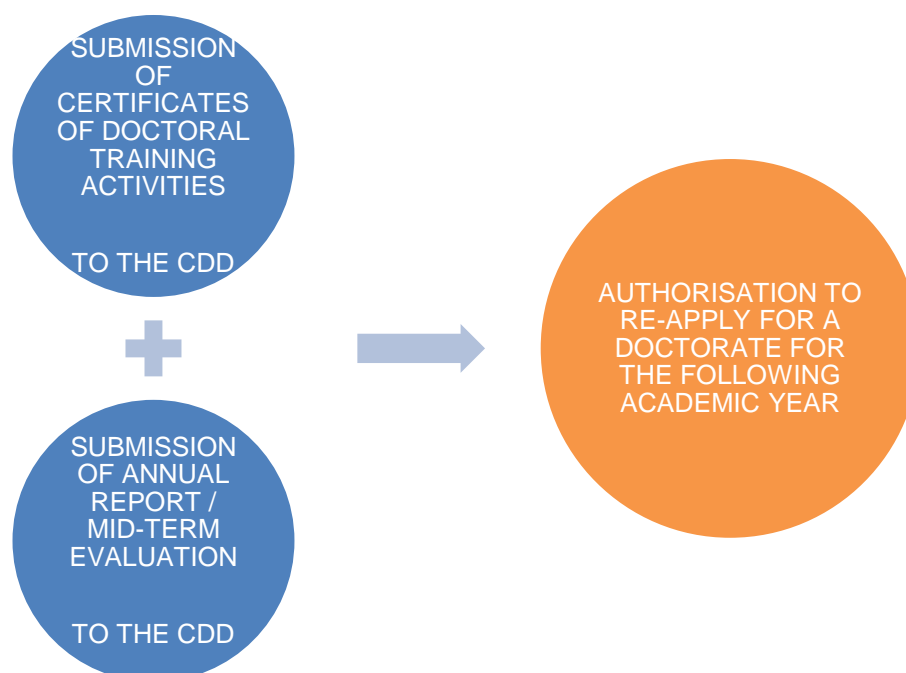 SUBMISSION
OF
CERTIFICATES
OF DOCTORAL
TRAINING
ACTIVITIES
TO THE CDD
SUBMISSION
OF ANNUAL
REPORT /
MID-TERM
EVALUATION
TO THE CDD
AUTHORISATION TO
RE-APPLY FOR A
DOCTORATE FOR
THE FOLLOWING
ACADEMIC YEAR